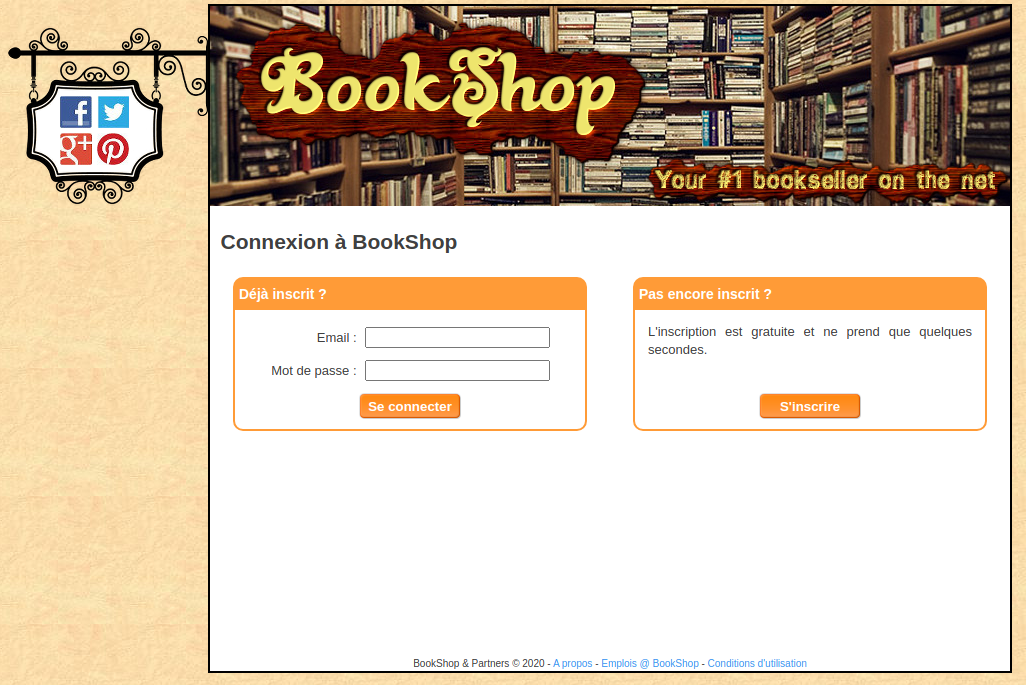 BookShop
Your #1 bookseller on the net
Connexion à BookShop
Déjà inscrit ?
Email :
Mot de passe :
Se connecter
Pas encore inscrit ?
L'inscription est gratuite et ne prend que quelques
secondes.
S'inscrire
BookShop & Partners © 2020 - A propos - Emplois @ BookShop - Conditions d'utilisation